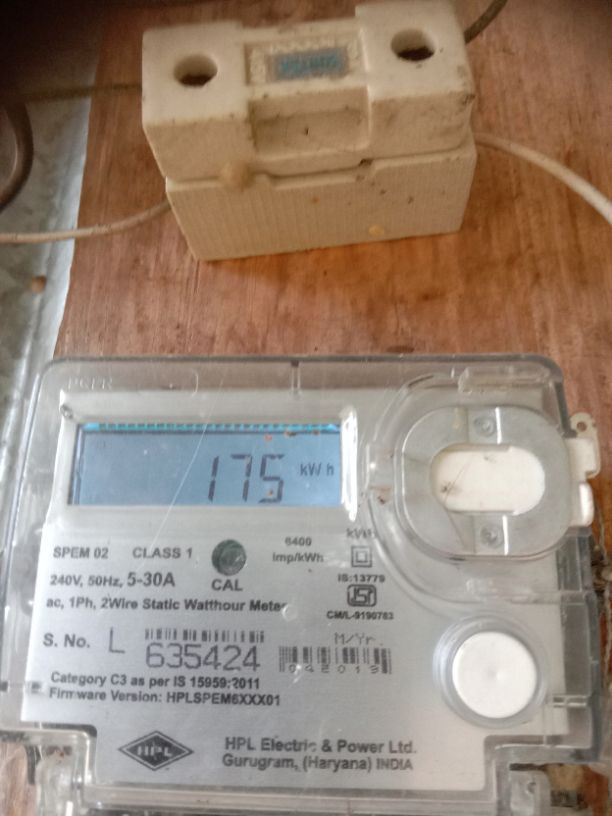 175 kWh
SPEM 02 CLASS 1
6400
imp/kWh
240V, 50Hz, 5-30A
CAL
IS:13779
ac, 1Ph, 2Wire Static Watthour Meter
CM/L-9190783
S. No. L 635424
M/Yr.
042019
Category C3 as per IS 15959:2011
Firmware Version: HPLSPEM6XXX01
HPL
HPL Electric & Power Ltd.
Gurugram, (Haryana) INDIA